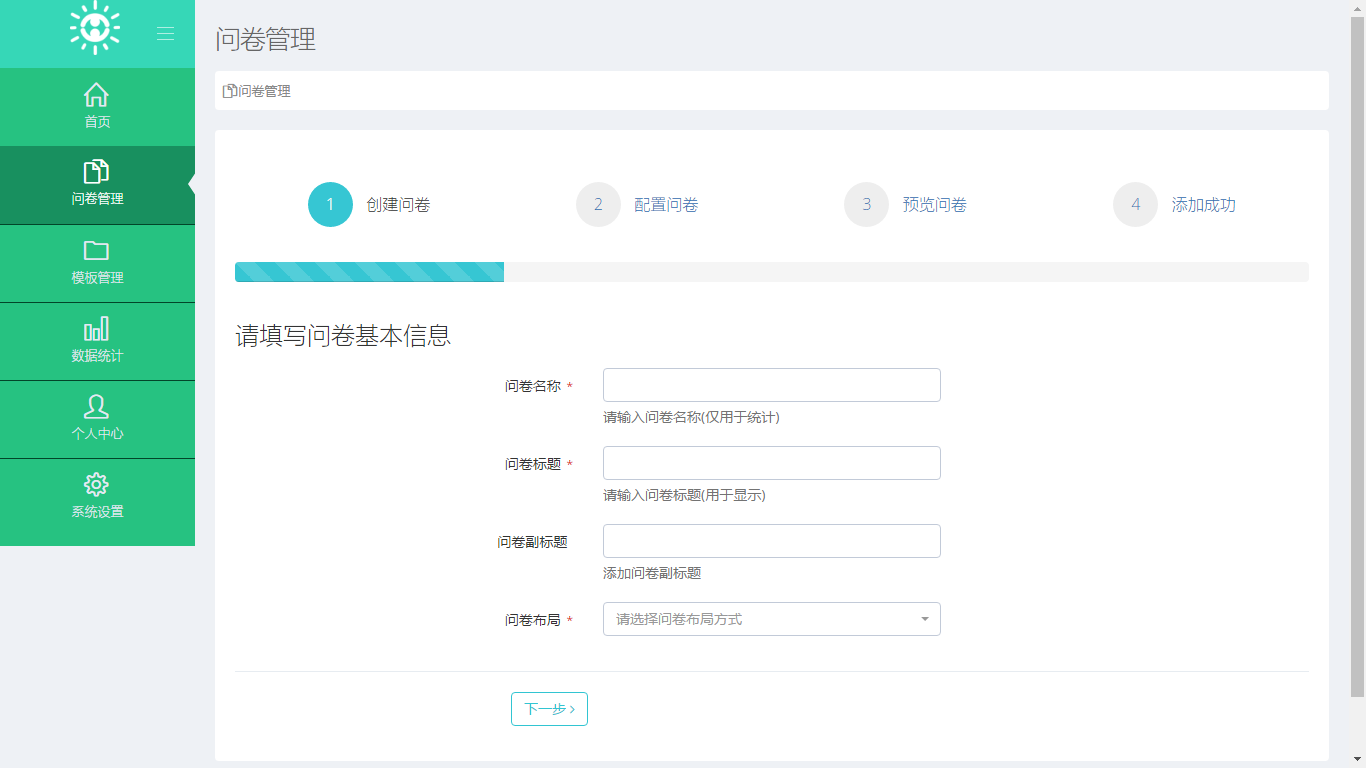 问卷管理
问卷管理
首页
问卷管理
模板管理
数据统计
个人中心
系统设置
1 创建问卷
2 配置问卷
3 预览问卷
4 添加成功
请填写问卷基本信息
问卷名称 *
请输入问卷名称(仅用于统计)
问卷标题 *
请输入问卷标题(用于显示)
问卷副标题
添加问卷副标题
问卷布局 *
请选择问卷布局方式
下一步